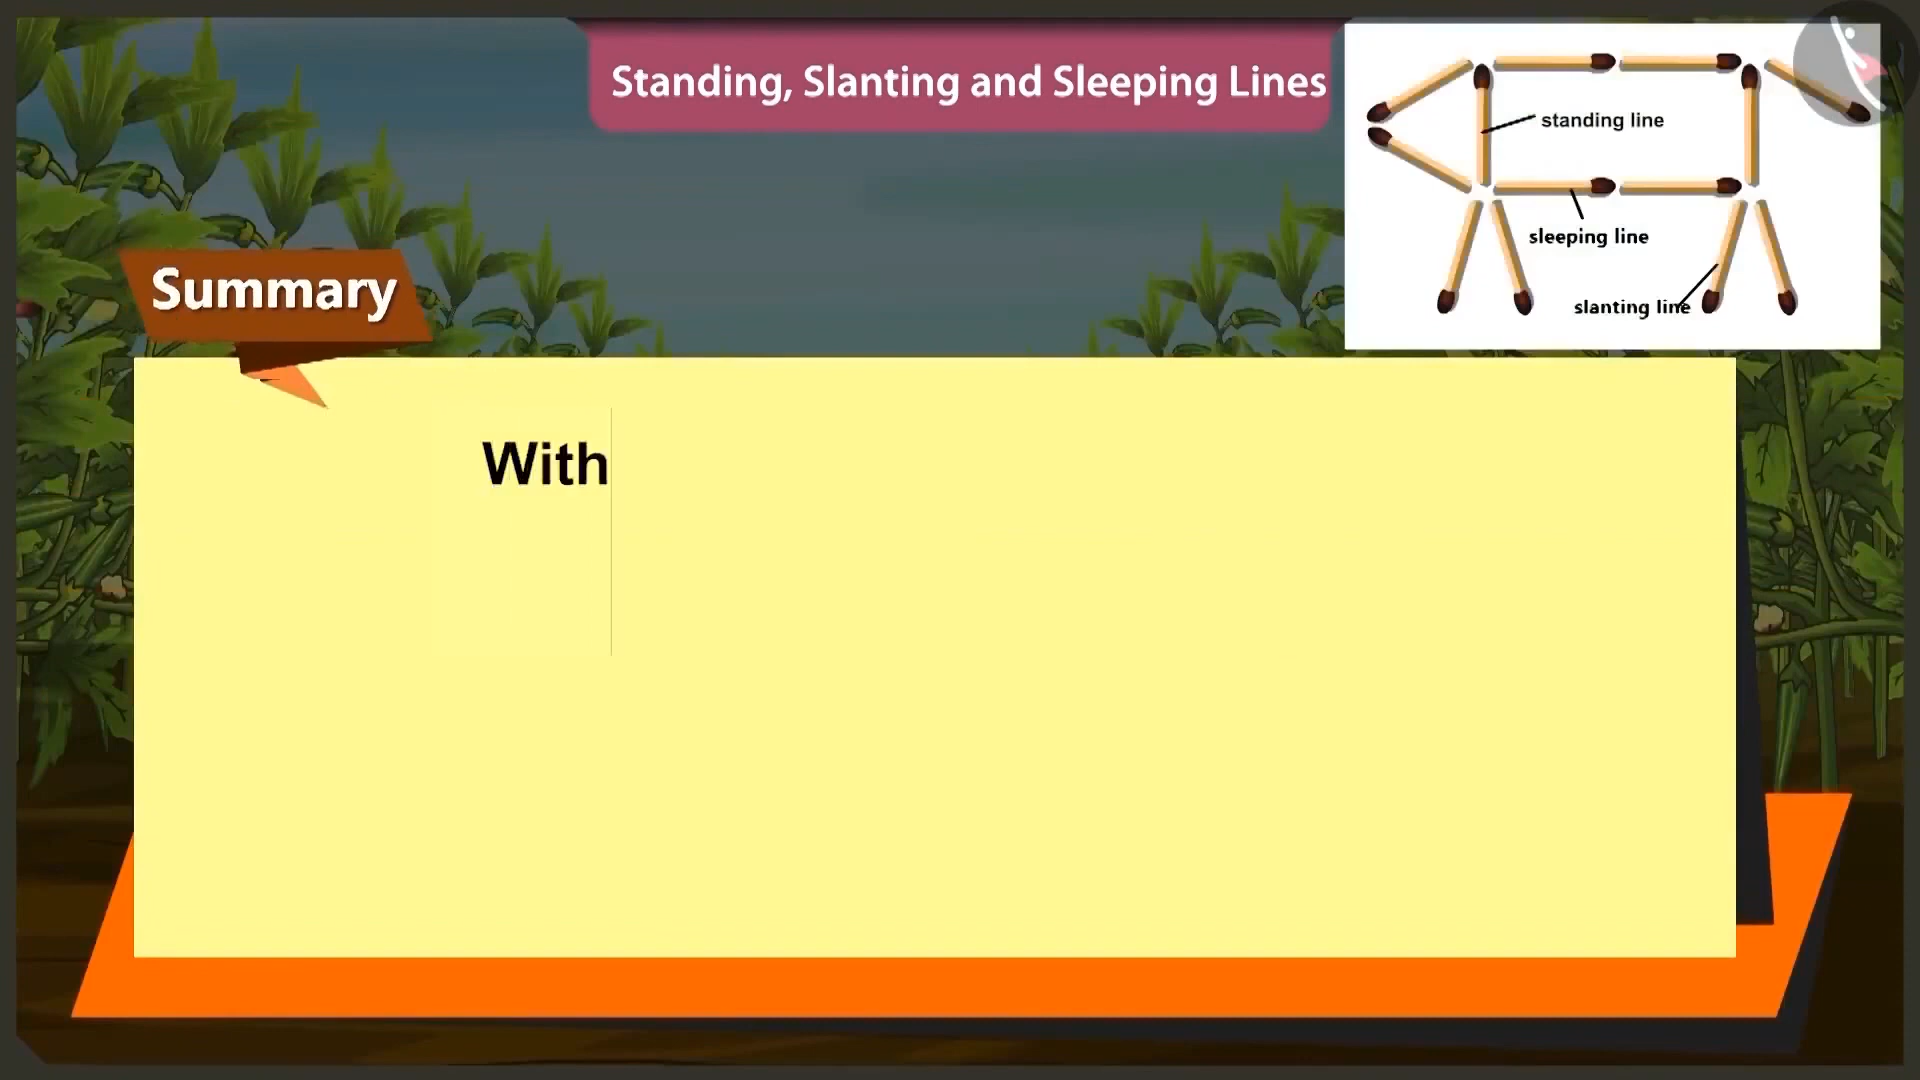 Standing, Slanting and Sleeping Lines
standing line
sleeping line
slanting line
Summary
With